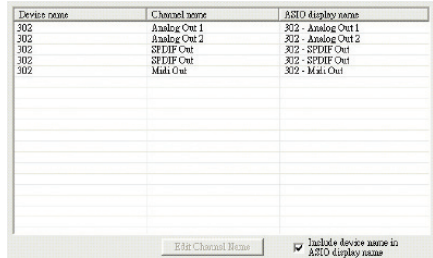 Device name Channel name ASIO display name
302 Analog Out 1 302 - Analog Out 1
302 Analog Out 2 302 - Analog Out 2
302 SPDIF Out 302 - SPDIF Out
302 SPDIF Out 302 - SPDIF Out
302 Midi Out 302 - Midi Out
Edit Channel Name
Include device name in
ASIO display name